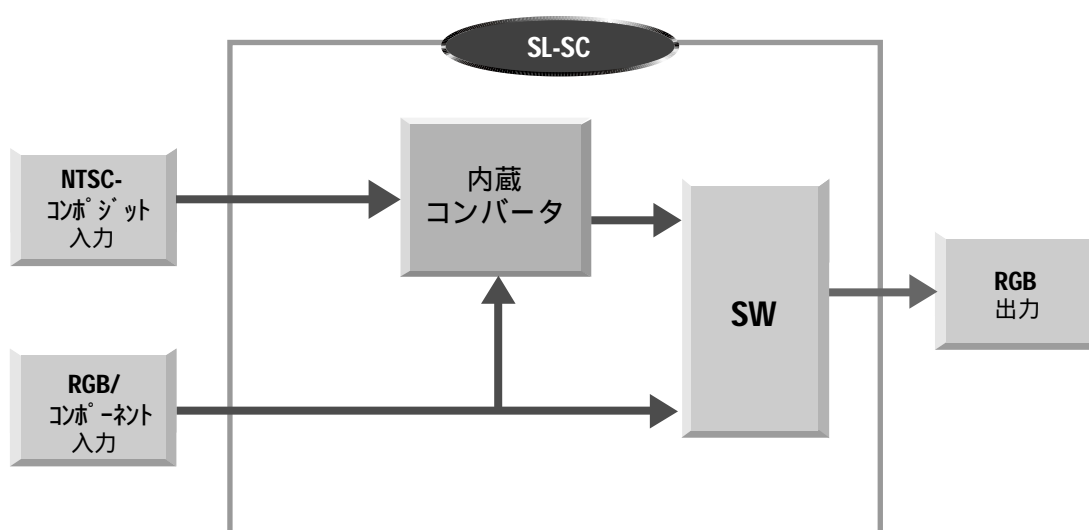 SL-SC
NTSC-
ｺﾝﾎﾟｼﾞｯﾄ
入力
内蔵
コンバータ
SW
RGB
出力
RGB/
ｺﾝﾎﾟｰﾈﾝﾄ
入力